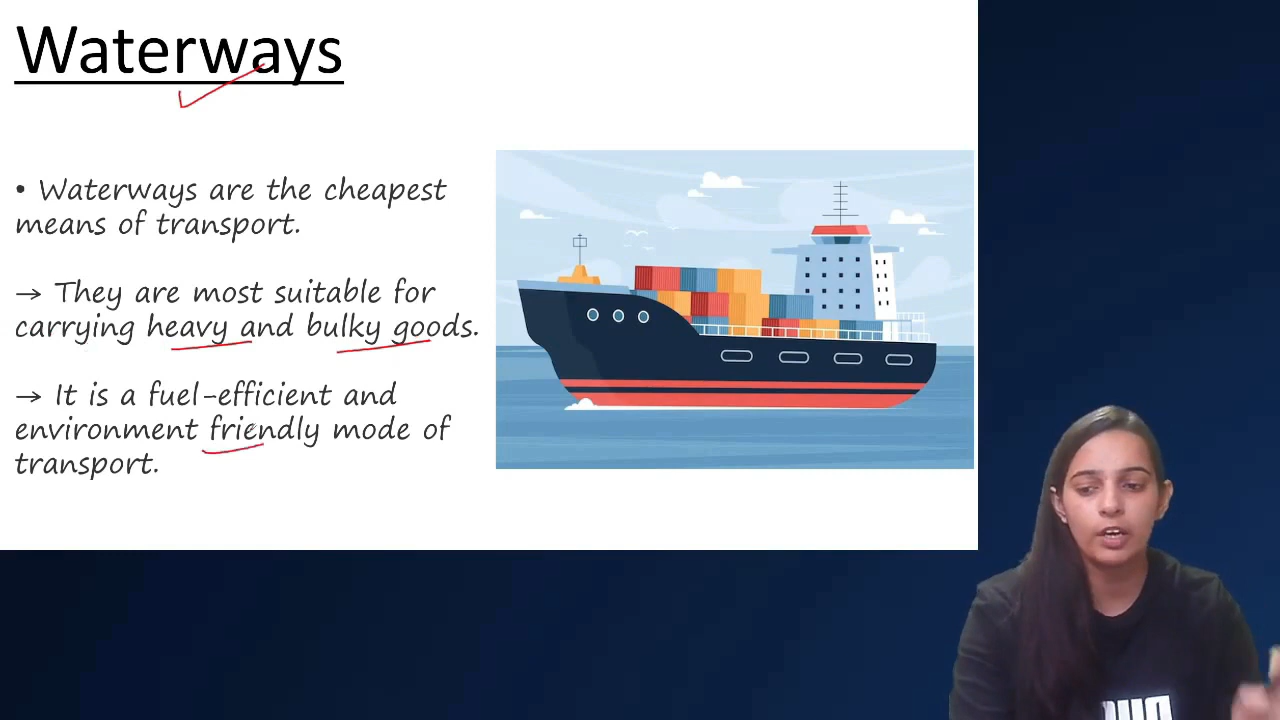 Waterways
• Waterways are the cheapest
means of transport.
→ They are most suitable for
carrying heavy and bulky goods.
→ It is a fuel-efficient and
environment friendly mode of
transport.